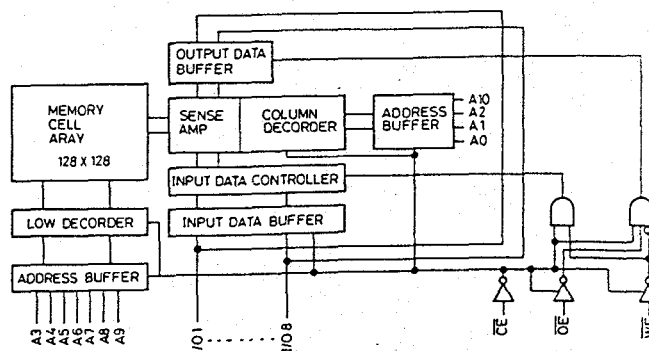 OUTPUT DATA
BUFFER
MEMORY
CELL
ARAY
128 X 128
SENSE
AMP
COLUMN
DECORDER
ADDRESS
BUFFER
A10
A2
A1
A0
INPUT DATA CONTROLLER
LOW DECORDER
INPUT DATA BUFFER
ADDRESS BUFFER
A3
A4
A5
A6
A7
A8
A9
I/O 1
I/O 8
CE
OE
WE